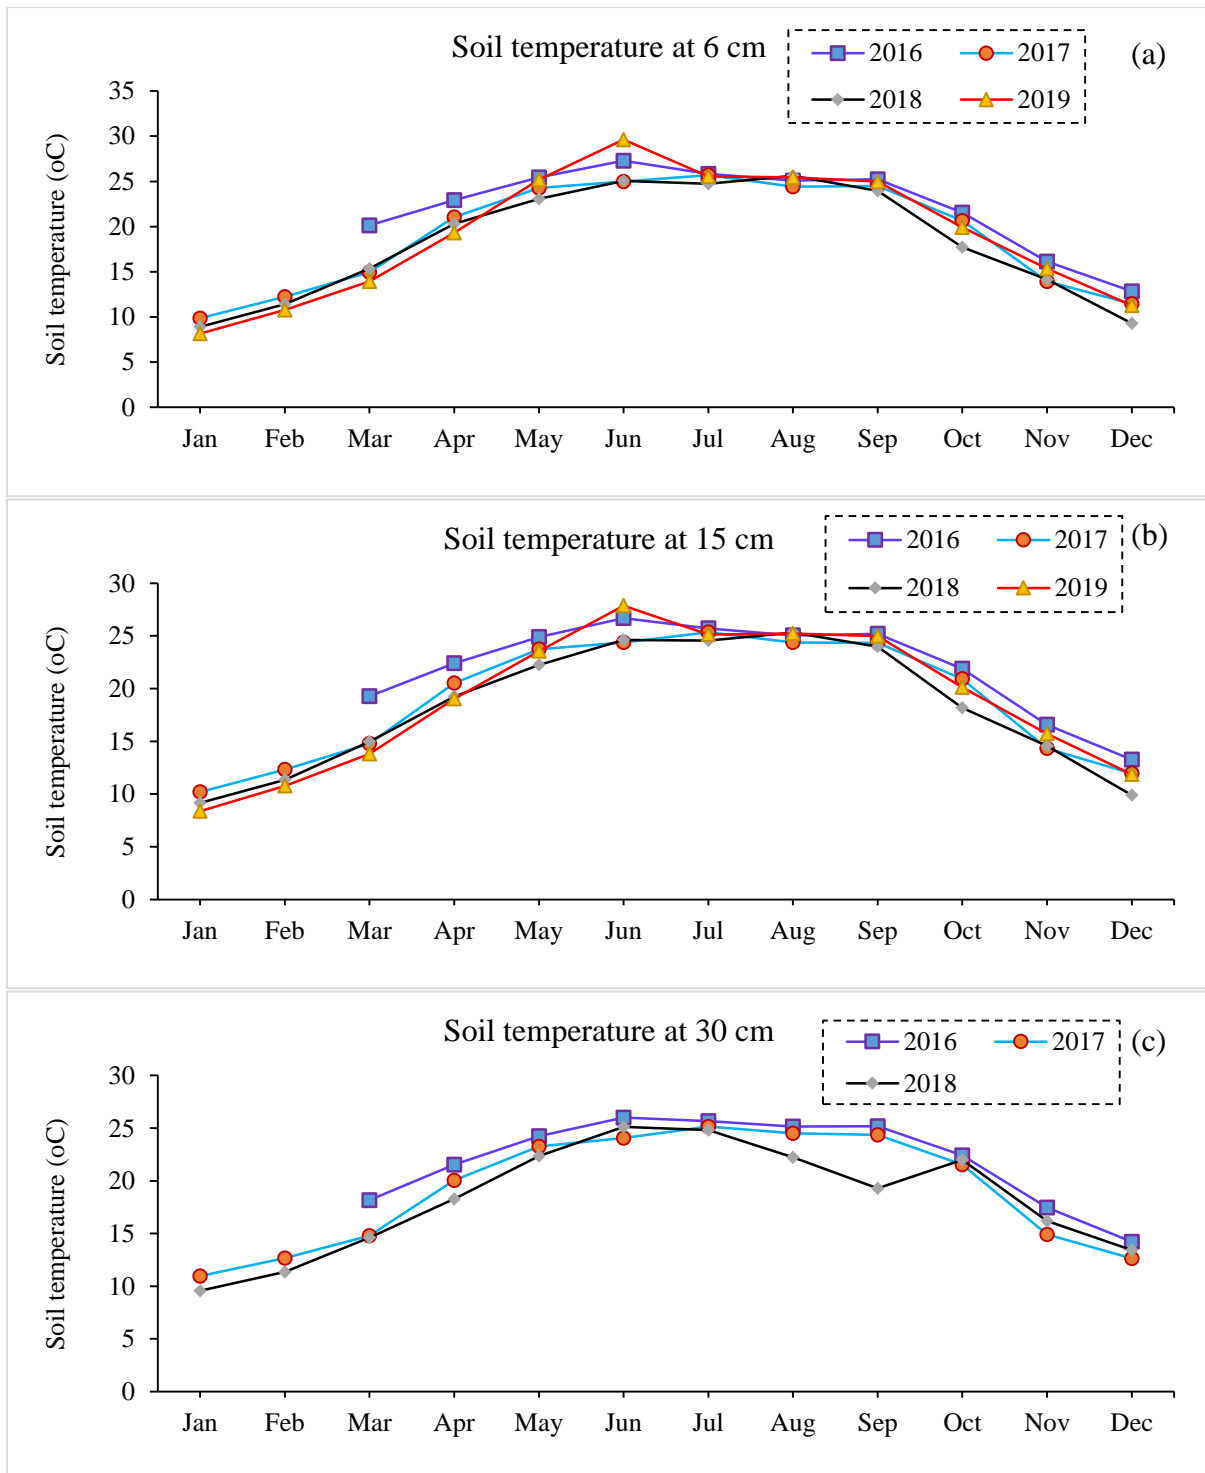 Soil temperature at 6 cm
2016 2017
2018 2019
(a)
Soil temperature (oC)
35
30
25
20
15
10
5
0
Jan Feb Mar Apr May Jun Jul Aug Sep Oct Nov Dec
Soil temperature at 15 cm
2016 2017
2018 2019
(b)
Soil temperature (oC)
30
25
20
15
10
5
0
Jan Feb Mar Apr May Jun Jul Aug Sep Oct Nov Dec
Soil temperature at 30 cm
2016 2017
2018
(c)
Soil temperature (oC)
30
25
20
15
10
5
0
Jan Feb Mar Apr May Jun Jul Aug Sep Oct Nov Dec